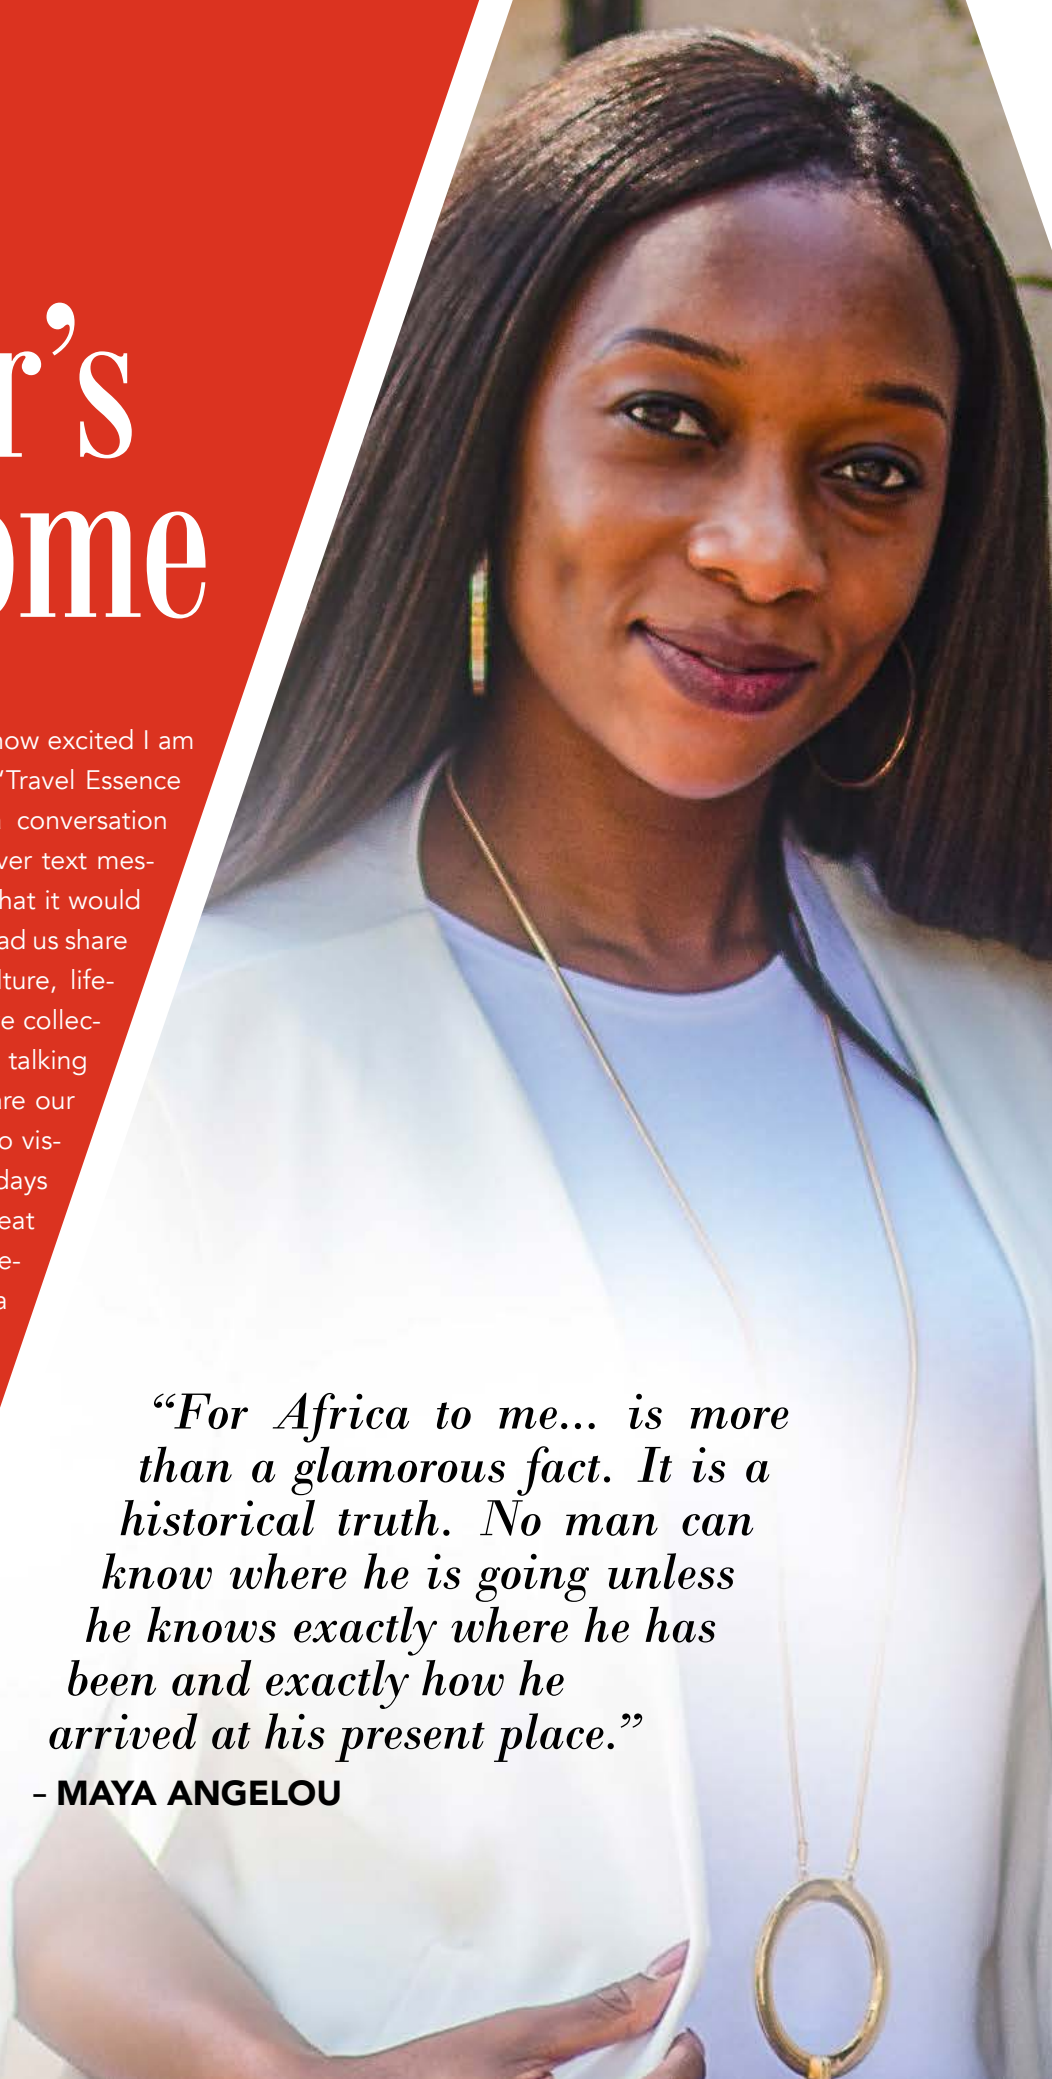 r’s
ome
how excited I am
“Travel Essence
conversation
ver text mes-
hat it would
ad us share
lture, life-
e collec-
talking
are our
o vis-
days
eat
e-
a
“For Africa to me... is more
than a glamorous fact. It is a
historical truth. No man can
know where he is going unless
he knows exactly where he has
been and exactly how he
arrived at his present place.”
– MAYA ANGELOU